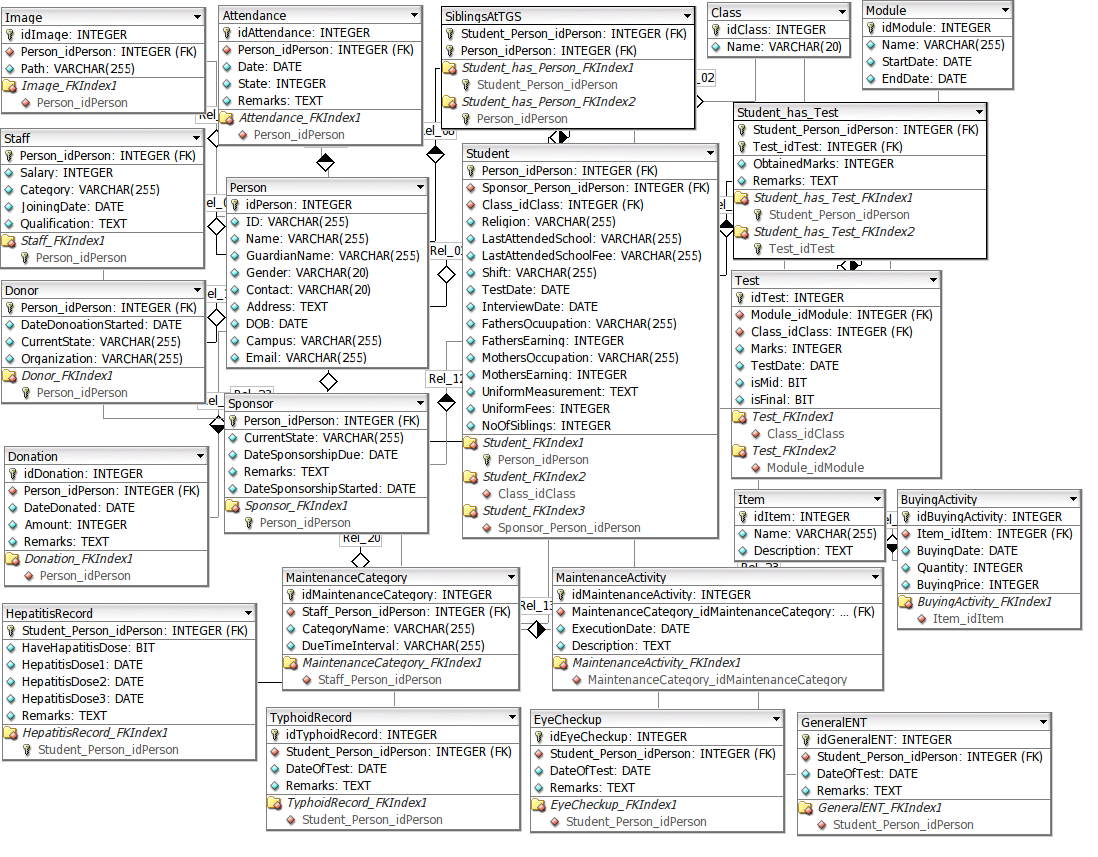 Image
idImage: INTEGER
Person_idPerson: INTEGER (FK)
Path: VARCHAR(255)
Image_FKIndex1
Person_idPerson
Attendance
idAttendance: INTEGER
Person_idPerson: INTEGER (FK)
Date: DATE
State: INTEGER
Remarks: TEXT
Attendance_FKIndex1
Person_idPerson
SiblingsAtTGS
Student_Person_idPerson: INTEGER (FK)
Person_idPerson: INTEGER (FK)
Student_has_Person_FKIndex1
Student_Person_idPerson
Student_has_Person_FKIndex2
Person_idPerson
Class
idClass: INTEGER
Name: VARCHAR(20)
Module
idModule: INTEGER
Name: VARCHAR(255)
StartDate: DATE
EndDate: DATE
Staff
Person_idPerson: INTEGER (FK)
Salary: INTEGER
Category: VARCHAR(255)
JoiningDate: DATE
Qualification: TEXT
Staff_FKIndex1
Person_idPerson
Person
idPerson: INTEGER
ID: VARCHAR(255)
Name: VARCHAR(255)
GuardianName: VARCHAR(255)
Gender: VARCHAR(20)
Contact: VARCHAR(20)
Address: TEXT
DOB: DATE
Campus: VARCHAR(255)
Email: VARCHAR(255)
Student
Person_idPerson: INTEGER (FK)
Sponsor_Person_idPerson: INTEGER (FK)
Class_idClass: INTEGER (FK)
Religion: VARCHAR(255)
LastAttendedSchool: VARCHAR(255)
LastAttendedSchoolFee: VARCHAR(255)
Shift: VARCHAR(255)
TestDate: DATE
InterviewDate: DATE
FathersOcuupation: VARCHAR(255)
FathersEarning: INTEGER
MothersOccupation: VARCHAR(255)
MothersEarning: INTEGER
UniformMeasurement: TEXT
UniformFees: INTEGER
NoOfSiblings: INTEGER
Student_FKIndex1
Person_idPerson
Student_FKIndex2
Class_idClass
Student_FKIndex3
Sponsor_Person_idPerson
Student_has_Test
Student_Person_idPerson: INTEGER (FK)
Test_idTest: INTEGER (FK)
ObtainedMarks: INTEGER
Remarks: TEXT
Student_has_Test_FKIndex1
Student_Person_idPerson
Student_has_Test_FKIndex2
Test_idTest
Donor
Person_idPerson: INTEGER (FK)
DateDonoationStarted: DATE
CurrentState: VARCHAR(255)
Organization: VARCHAR(255)
Donor_FKIndex1
Person_idPerson
Sponsor
Person_idPerson: INTEGER (FK)
CurrentState: VARCHAR(255)
DateSponsorshipDue: DATE
Remarks: TEXT
DateSponsorshipStarted: DATE
Sponsor_FKIndex1
Person_idPerson
Test
idTest: INTEGER
Module_idModule: INTEGER (FK)
Class_idClass: INTEGER (FK)
Marks: INTEGER
TestDate: DATE
isMid: BIT
isFinal: BIT
Test_FKIndex1
Class_idClass
Test_FKIndex2
Module_idModule
Donation
idDonation: INTEGER
Person_idPerson: INTEGER (FK)
DateDonated: DATE
Amount: INTEGER
Remarks: TEXT
Donation_FKIndex1
Person_idPerson
Item
idItem: INTEGER
Name: VARCHAR(255)
Description: TEXT
BuyingActivity
idBuyingActivity: INTEGER
Item_idItem: INTEGER (FK)
BuyingDate: DATE
Quantity: INTEGER
BuyingPrice: INTEGER
BuyingActivity_FKIndex1
Item_idItem
Rel_20
MaintenanceCategory
idMaintenanceCategory: INTEGER
Staff_Person_idPerson: INTEGER (FK)
CategoryName: VARCHAR(255)
DueTimeInterval: VARCHAR(255)
MaintenanceCategory_FKIndex1
Staff_Person_idPerson
MaintenanceActivity
idMaintenanceActivity: INTEGER
MaintenanceCategory_idMaintenanceCategory: ... (FK)
ExecutionDate: DATE
Description: TEXT
MaintenanceActivity_FKIndex1
MaintenanceCategory_idMaintenanceCategory
HepatitisRecord
Student_Person_idPerson: INTEGER (FK)
HaveHapatitisDose: BIT
HepatitisDose1: DATE
HepatitisDose2: DATE
HepatitisDose3: DATE
Remarks: TEXT
HepatitisRecord_FKIndex1
Student_Person_idPerson
TyphoidRecord
idTyphoidRecord: INTEGER
Student_Person_idPerson: INTEGER (FK)
DateOfTest: DATE
Remarks: TEXT
TyphoidRecord_FKIndex1
Student_Person_idPerson
EyeCheckup
idEyeCheckup: INTEGER
Student_Person_idPerson: INTEGER (FK)
DateOfTest: DATE
Remarks: TEXT
EyeCheckup_FKIndex1
Student_Person_idPerson
GeneralENT
idGeneralENT: INTEGER
Student_Person_idPerson: INTEGER (FK)
DateOfTest: DATE
Remarks: TEXT
GeneralENT_FKIndex1
Student_Person_idPerson